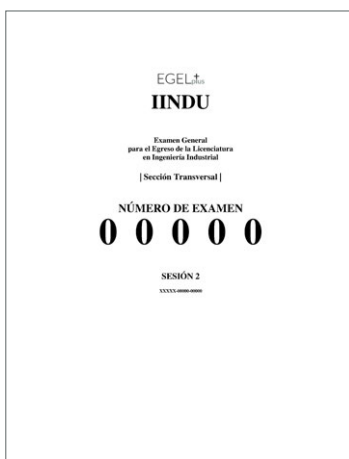 EGEL plus
IINDU
Examen General
para el Egreso de la Licenciatura
en Ingeniería Industrial
| Sección Transversal |
NÚMERO DE EXAMEN
0 0 0 0 0
SESIÓN 2
XXXXX-00000-00000